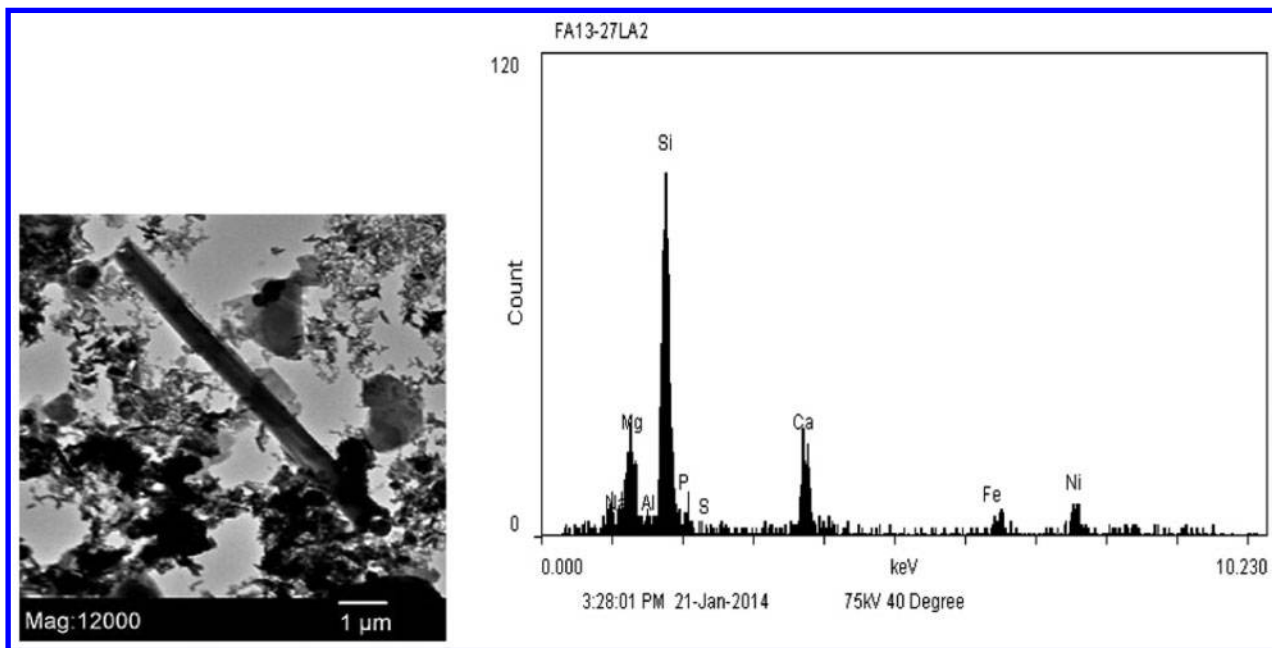 FA13-27LA2
120
Si
Count
Mg
Ca
Na
Al
P
S
Fe
Ni
0
0.000
keV
10.230
3:28:01 PM 21-Jan-2014
75kV 40 Degree
Mag:12000
1 µm